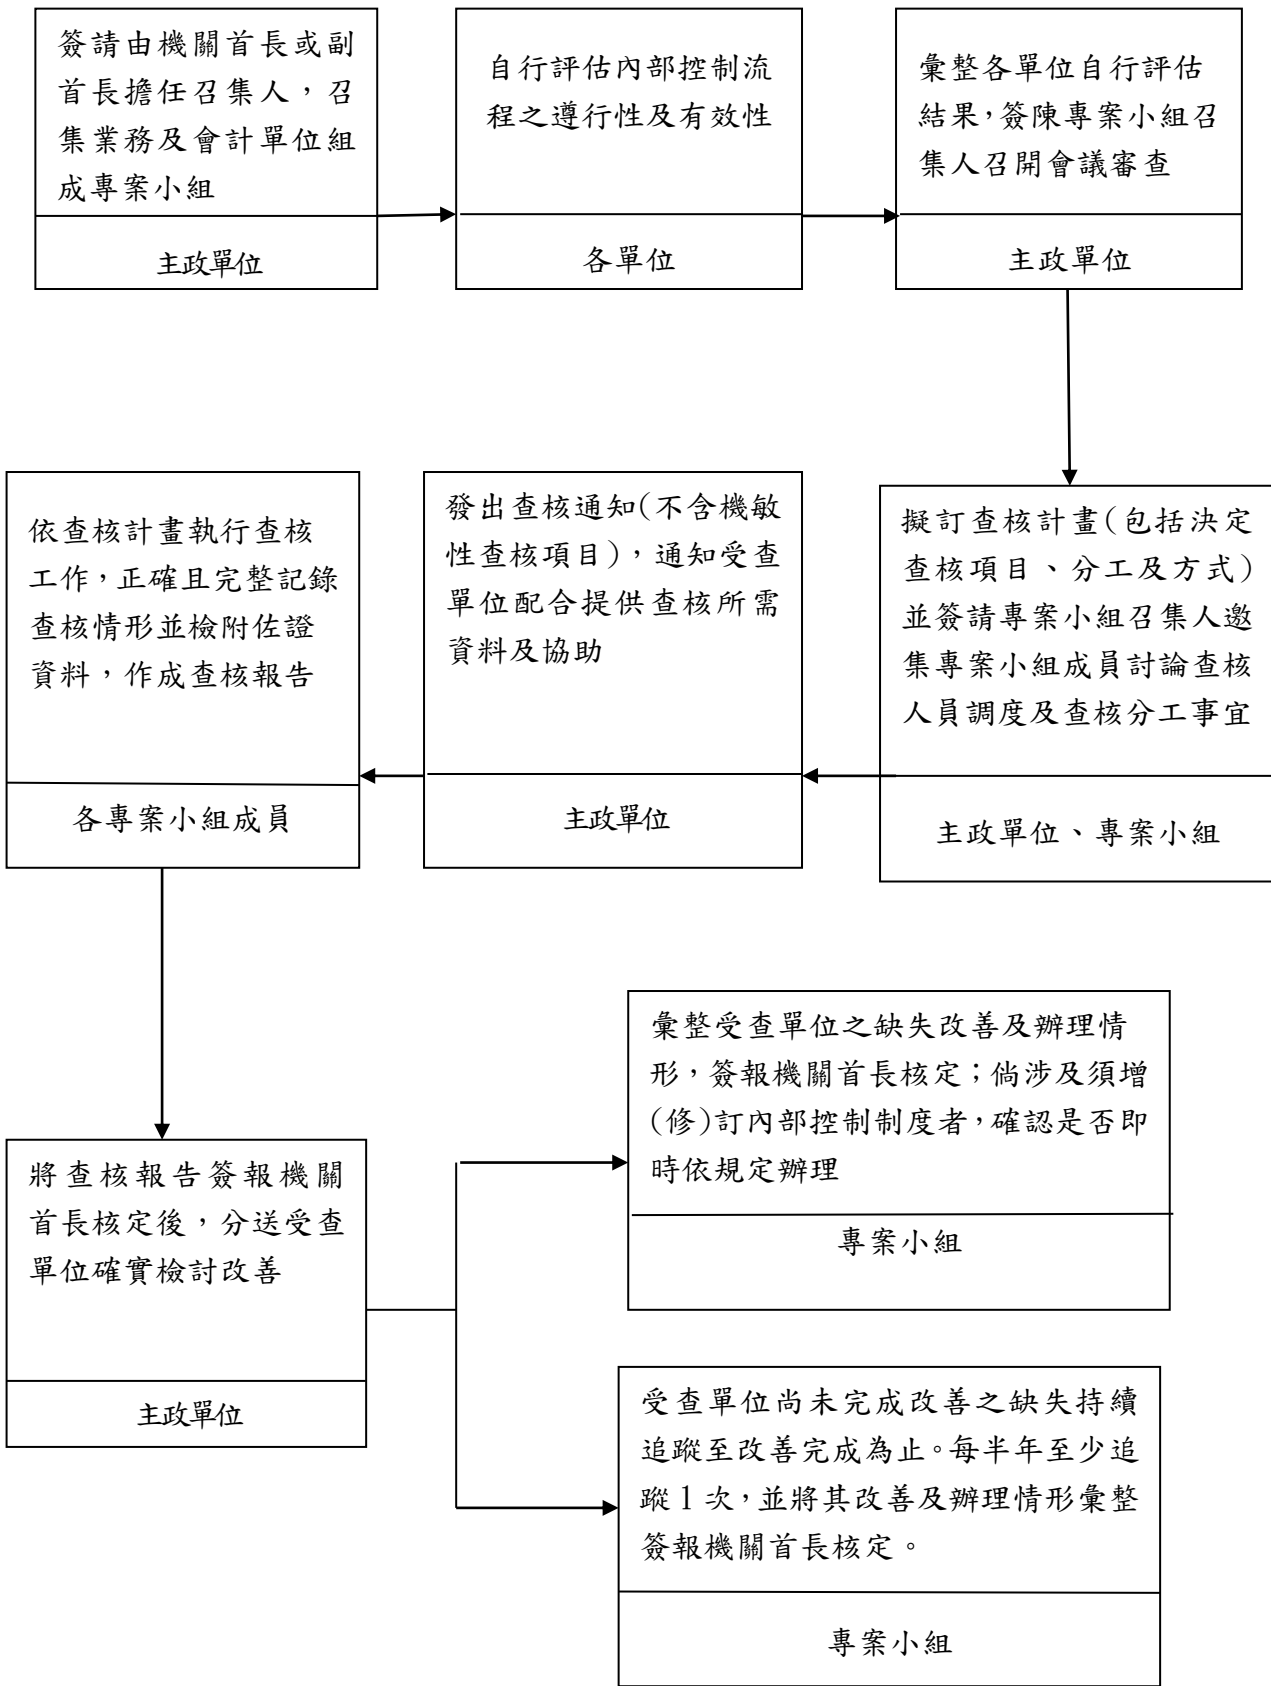 簽請由機關首長或副
首長擔任召集人，召
集業務及會計單位組
成專案小組
主政單位
自行評估內部控制流
程之遵行性及有效性
各單位
彙整各單位自行評估
結果，簽陳專案小組召
集人召開會議審查
主政單位
擬訂查核計畫(包括決定
查核項目、分工及方式)
並簽請專案小組召集人邀
集專案小組成員討論查核
人員調度及查核分工事宜
主政單位、專案小組
發出查核通知(不含機敏
性查核項目)，通知受查
單位配合提供查核所需
資料及協助
主政單位
依查核計畫執行查核
工作，正確且完整記錄
查核情形並檢附佐證
資料，作成查核報告
各專案小組成員
將查核報告簽報機關
首長核定後，分送受查
單位確實檢討改善
主政單位
彙整受查單位之缺失改善及辦理情
形，簽報機關首長核定；倘涉及須增
(修)訂內部控制制度者，確認是否即
時依規定辦理
專案小組
受查單位尚未完成改善之缺失持續
追蹤至改善完成為止。每半年至少追
蹤1次，並將其改善及辦理情形彙整
簽報機關首長核定。
專案小組